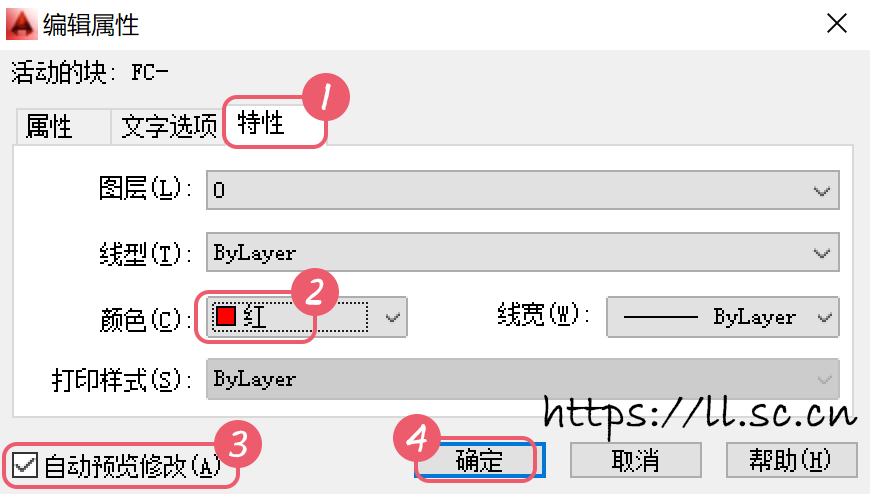 编辑属性
活动的块: FC-
属性 文字选项 特性 1
图层(L): 0
线型(T): ByLayer
2
颜色(C): 红 线宽(W): ByLayer
打印样式(S): ByLayer
https://ll.sc.cn
3 4
自动预览修改(A) 确定 取消 帮助(H)